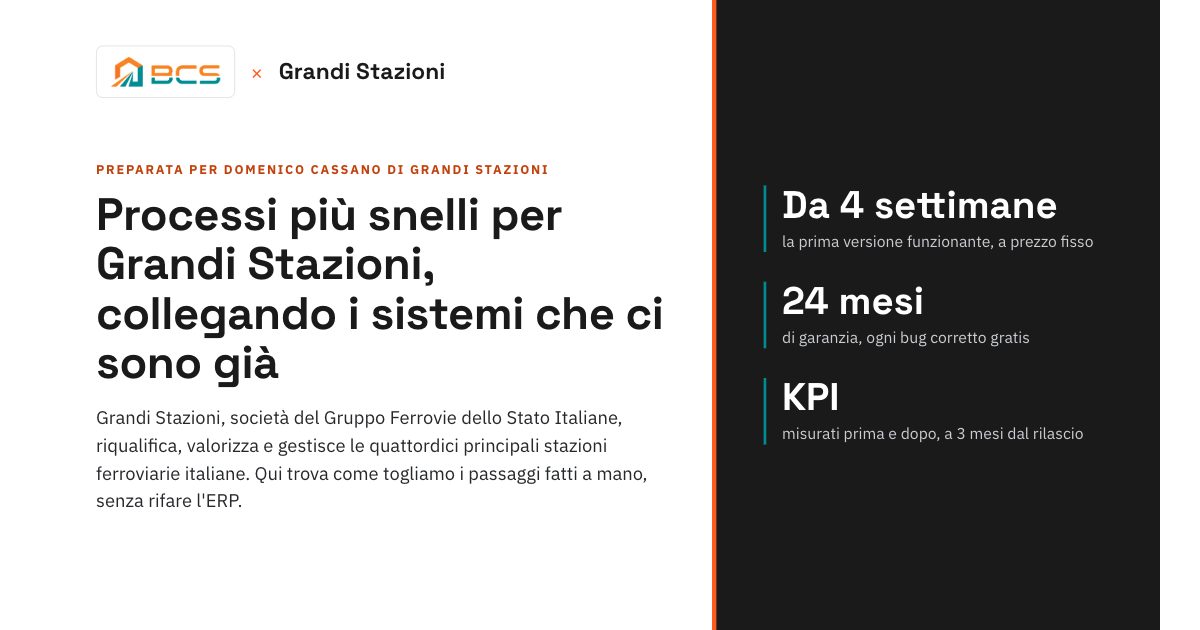 BCS × Grandi Stazioni
PREPARATA PER DOMENICO CASSANO DI GRANDI STAZIONI
Processi più snelli per
Grandi Stazioni,
collegando i sistemi che ci
sono già
Grandi Stazioni, società del Gruppo Ferrovie dello Stato Italiane,
riqualifica, valorizza e gestisce le quattordici principali stazioni
ferroviarie italiane. Qui trova come togliamo i passaggi fatti a mano,
senza rifare l'ERP.
Da 4 settimane
la prima versione funzionante, a prezzo fisso
24 mesi
di garanzia, ogni bug corretto gratis
KPI
misurati prima e dopo, a 3 mesi dal rilascio